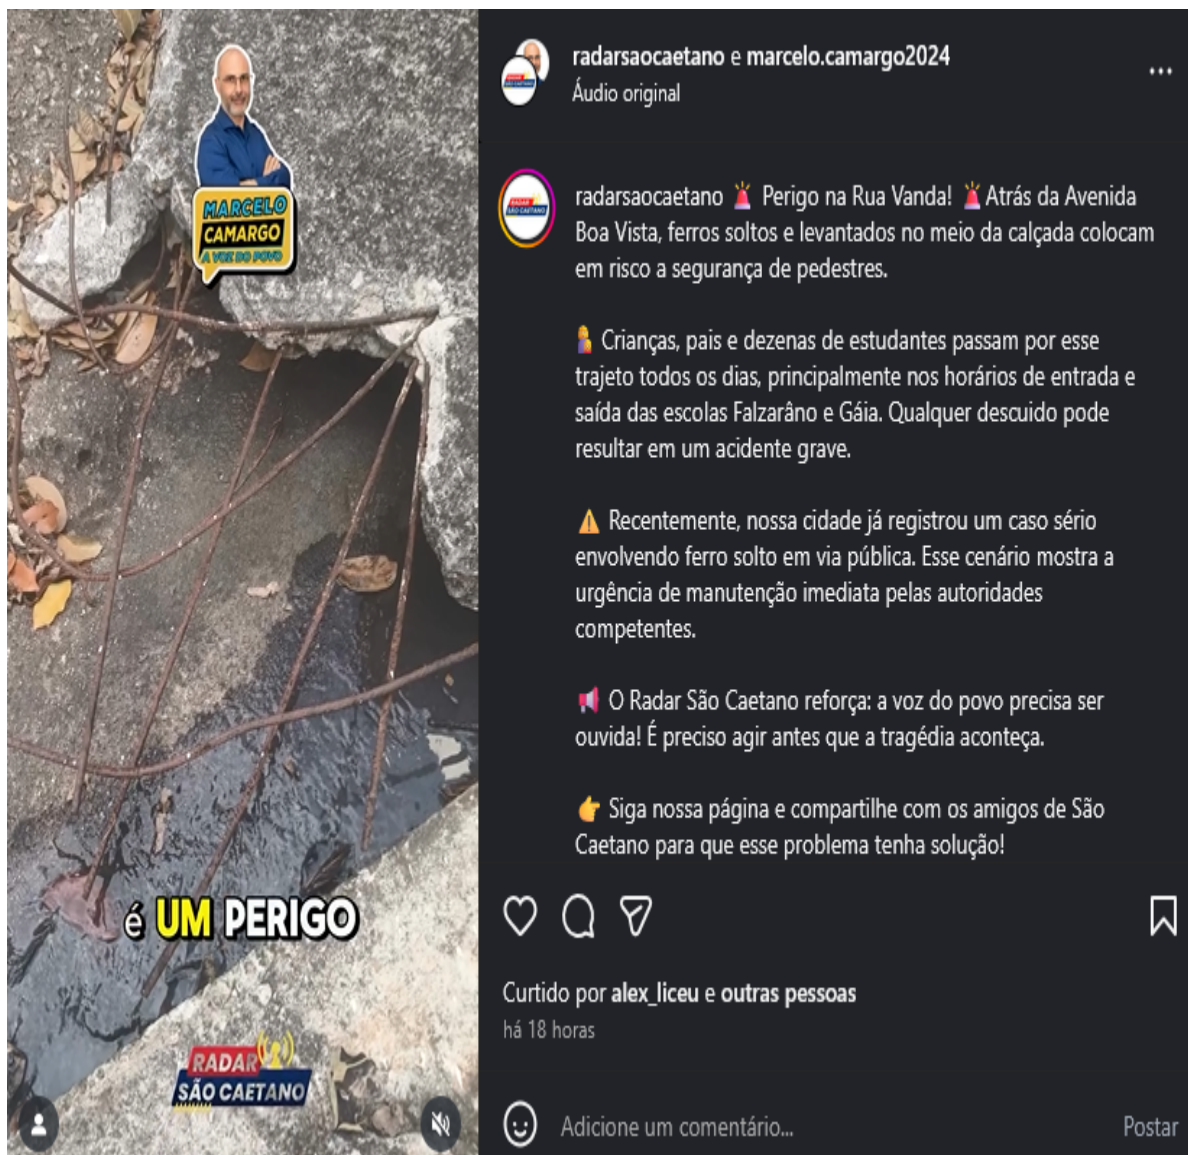 MARCELO
CAMARGO
A VOZ DO POVO
é UM PERIGO
RADAR
SÃO CAETANO
radarsaocaetano e marcelo.camargo2024
Áudio original
radarsaocaetano 🚨 Perigo na Rua Vanda! 🚨Atrás da Avenida
Boa Vista, ferros soltos e levantados no meio da calçada colocam
em risco a segurança de pedestres.
Crianças, pais e dezenas de estudantes passam por esse
trajeto todos os dias, principalmente nos horários de entrada e
saída das escolas Falzarâno e Gáia. Qualquer descuido pode
resultar em um acidente grave.
⚠️ Recentemente, nossa cidade já registrou um caso sério
envolvendo ferro solto em via pública. Esse cenário mostra a
urgência de manutenção imediata pelas autoridades
competentes.
📢 O Radar São Caetano reforça: a voz do povo precisa ser
ouvida! É preciso agir antes que a tragédia aconteça.
👉 Siga nossa página e compartilhe com os amigos de São
Caetano para que esse problema tenha solução!
Curtido por alex_liceu e outras pessoas
há 18 horas
Adicione um comentário...
Postar